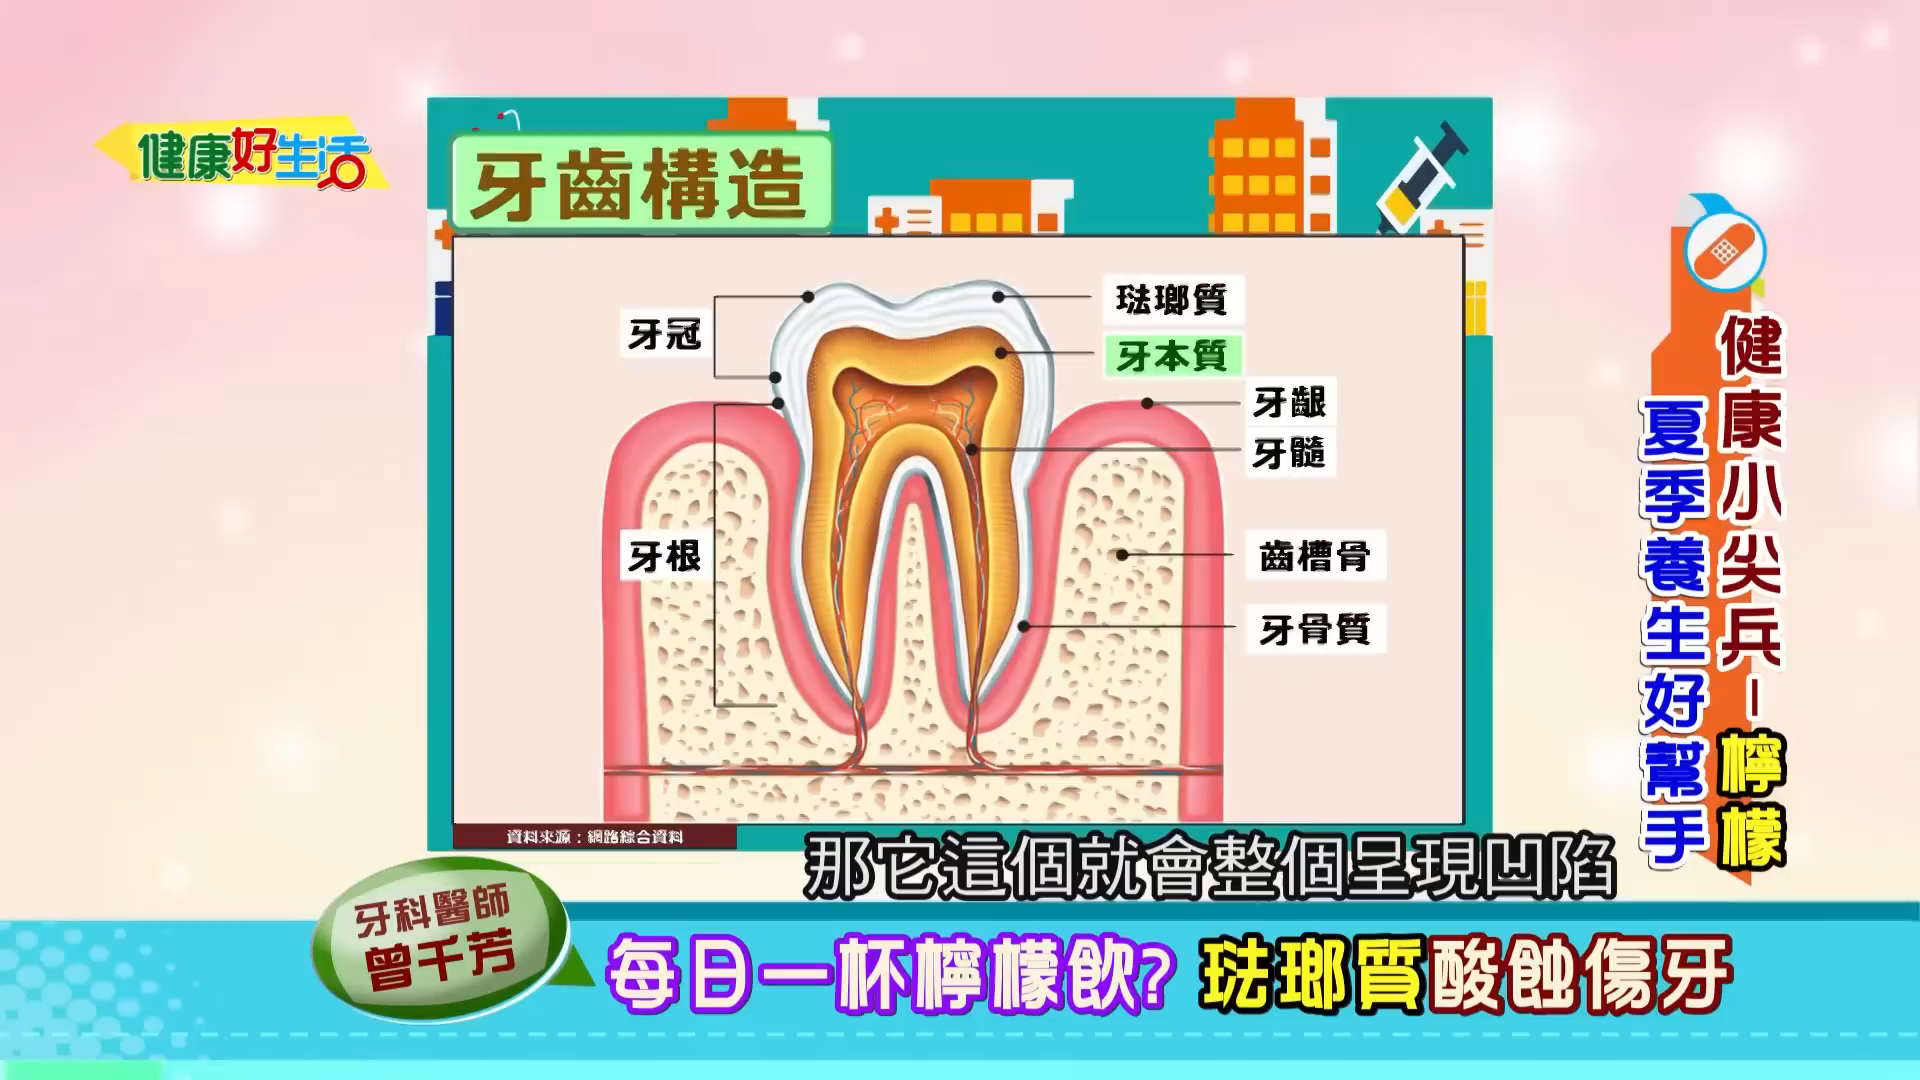 健康好生活
牙齒構造
牙冠
琺瑯質
牙本質
牙齦
牙髓
牙根
齒槽骨
牙骨質
資料來源：網路綜合資料
健康小尖兵-檸檬
夏季養生好幫手
那它這個就會整個呈現凹陷
牙科醫師
曾千芳
每日一杯檸檬飲? 琺瑯質酸蝕傷牙